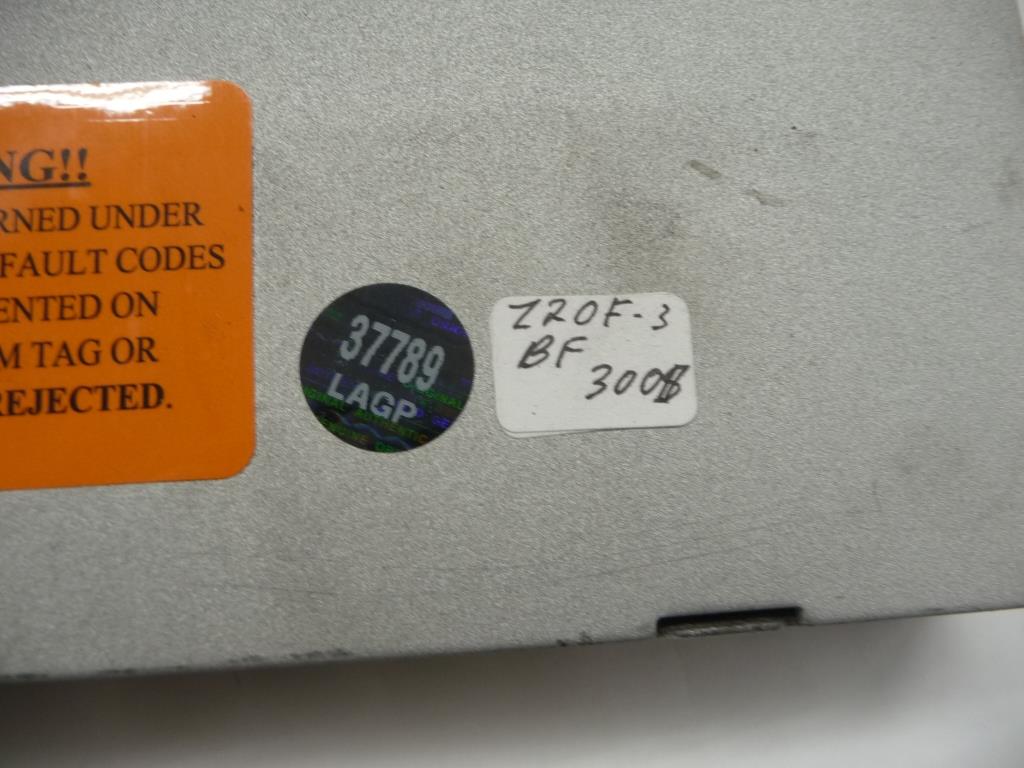 NG!!
RNED UNDER
FAULT CODES
ENTED ON
M TAG OR
REJECTED.
37789
LAGP
Z20F-3
BF
300$